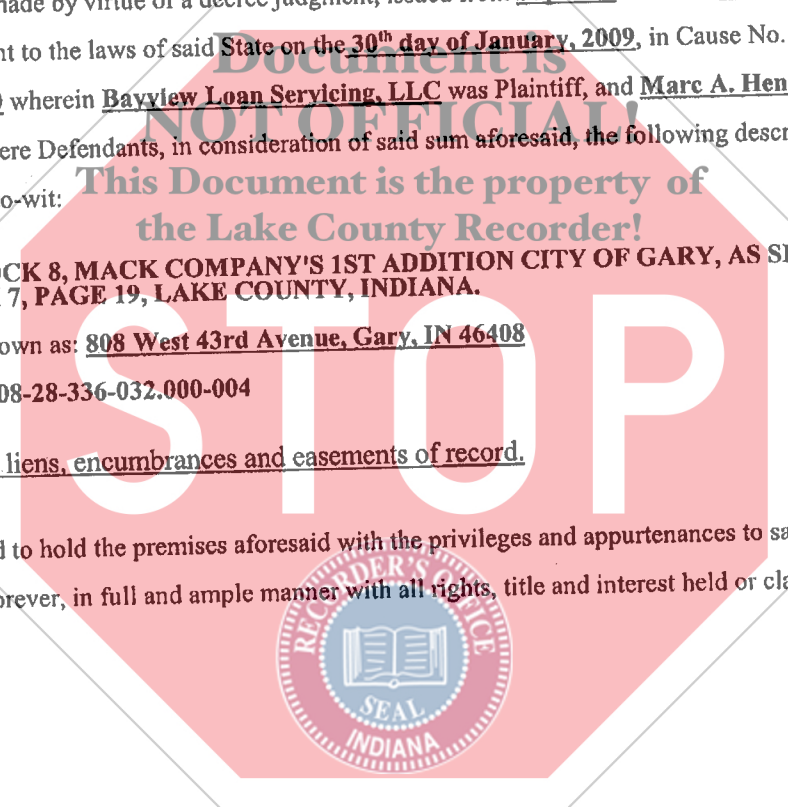 made by virtue of a decree judgment, issued from
nt to the laws of said State on the 30th day of January, 2009, in Cause No.
wherein Bayview Loan Servicing, LLC was Plaintiff, and Marc A. Hen
ere Defendants, in consideration of said sum aforesaid, the following descr
o-wit:
Document is
NOT OFFICIAL!
This Document is the property of
the Lake County Recorder!
CK 8, MACK COMPANY'S 1ST ADDITION CITY OF GARY, AS S
7, PAGE 19, LAKE COUNTY, INDIANA.
own as: 808 West 43rd Avenue, Gary, IN 46408
08-28-336-032.000-004
liens, encumbrances and easements of record.
d to hold the premises aforesaid with the privileges and appurtenances to sa
orever, in full and ample manner with all rights, title and interest held or cla
STOP
RECORDER'S OFFICE
SEAL
INDIANA